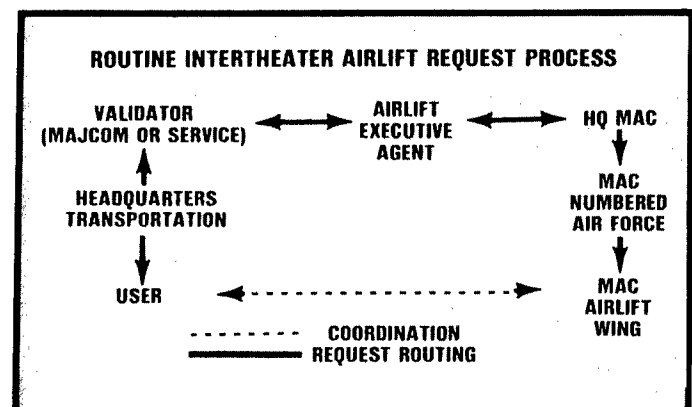 ROUTINE INTERTHEATER AIRLIFT REQUEST PROCESS
VALIDATOR
(MAJCOM OR SERVICE)
AIRLIFT
EXECUTIVE
AGENT
HQ MAC
HEADQUARTERS
TRANSPORTATION
MAC
NUMBERED
AIR FORCE
USER
MAC
AIRLIFT
WING
COORDINATION
REQUEST ROUTING